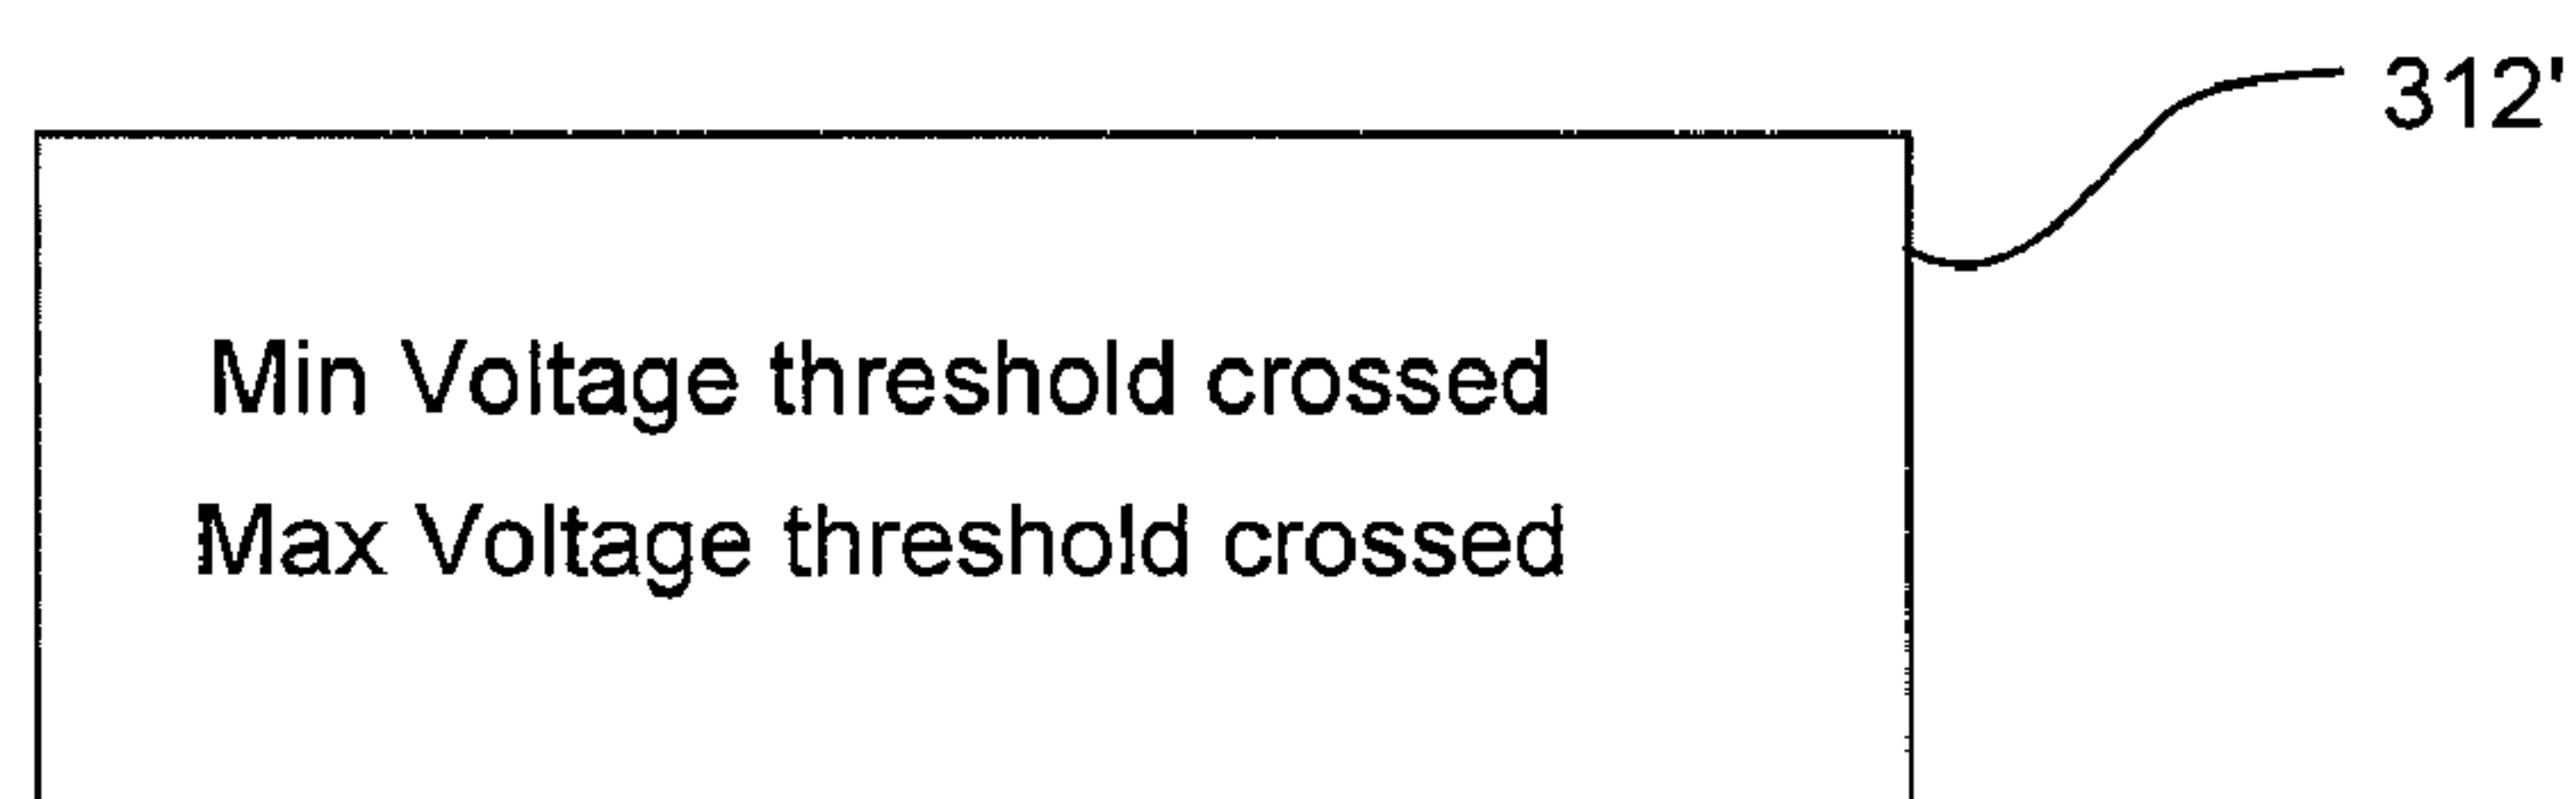 312'
Min Voltage threshold crossed
Max Voltage threshold crossed